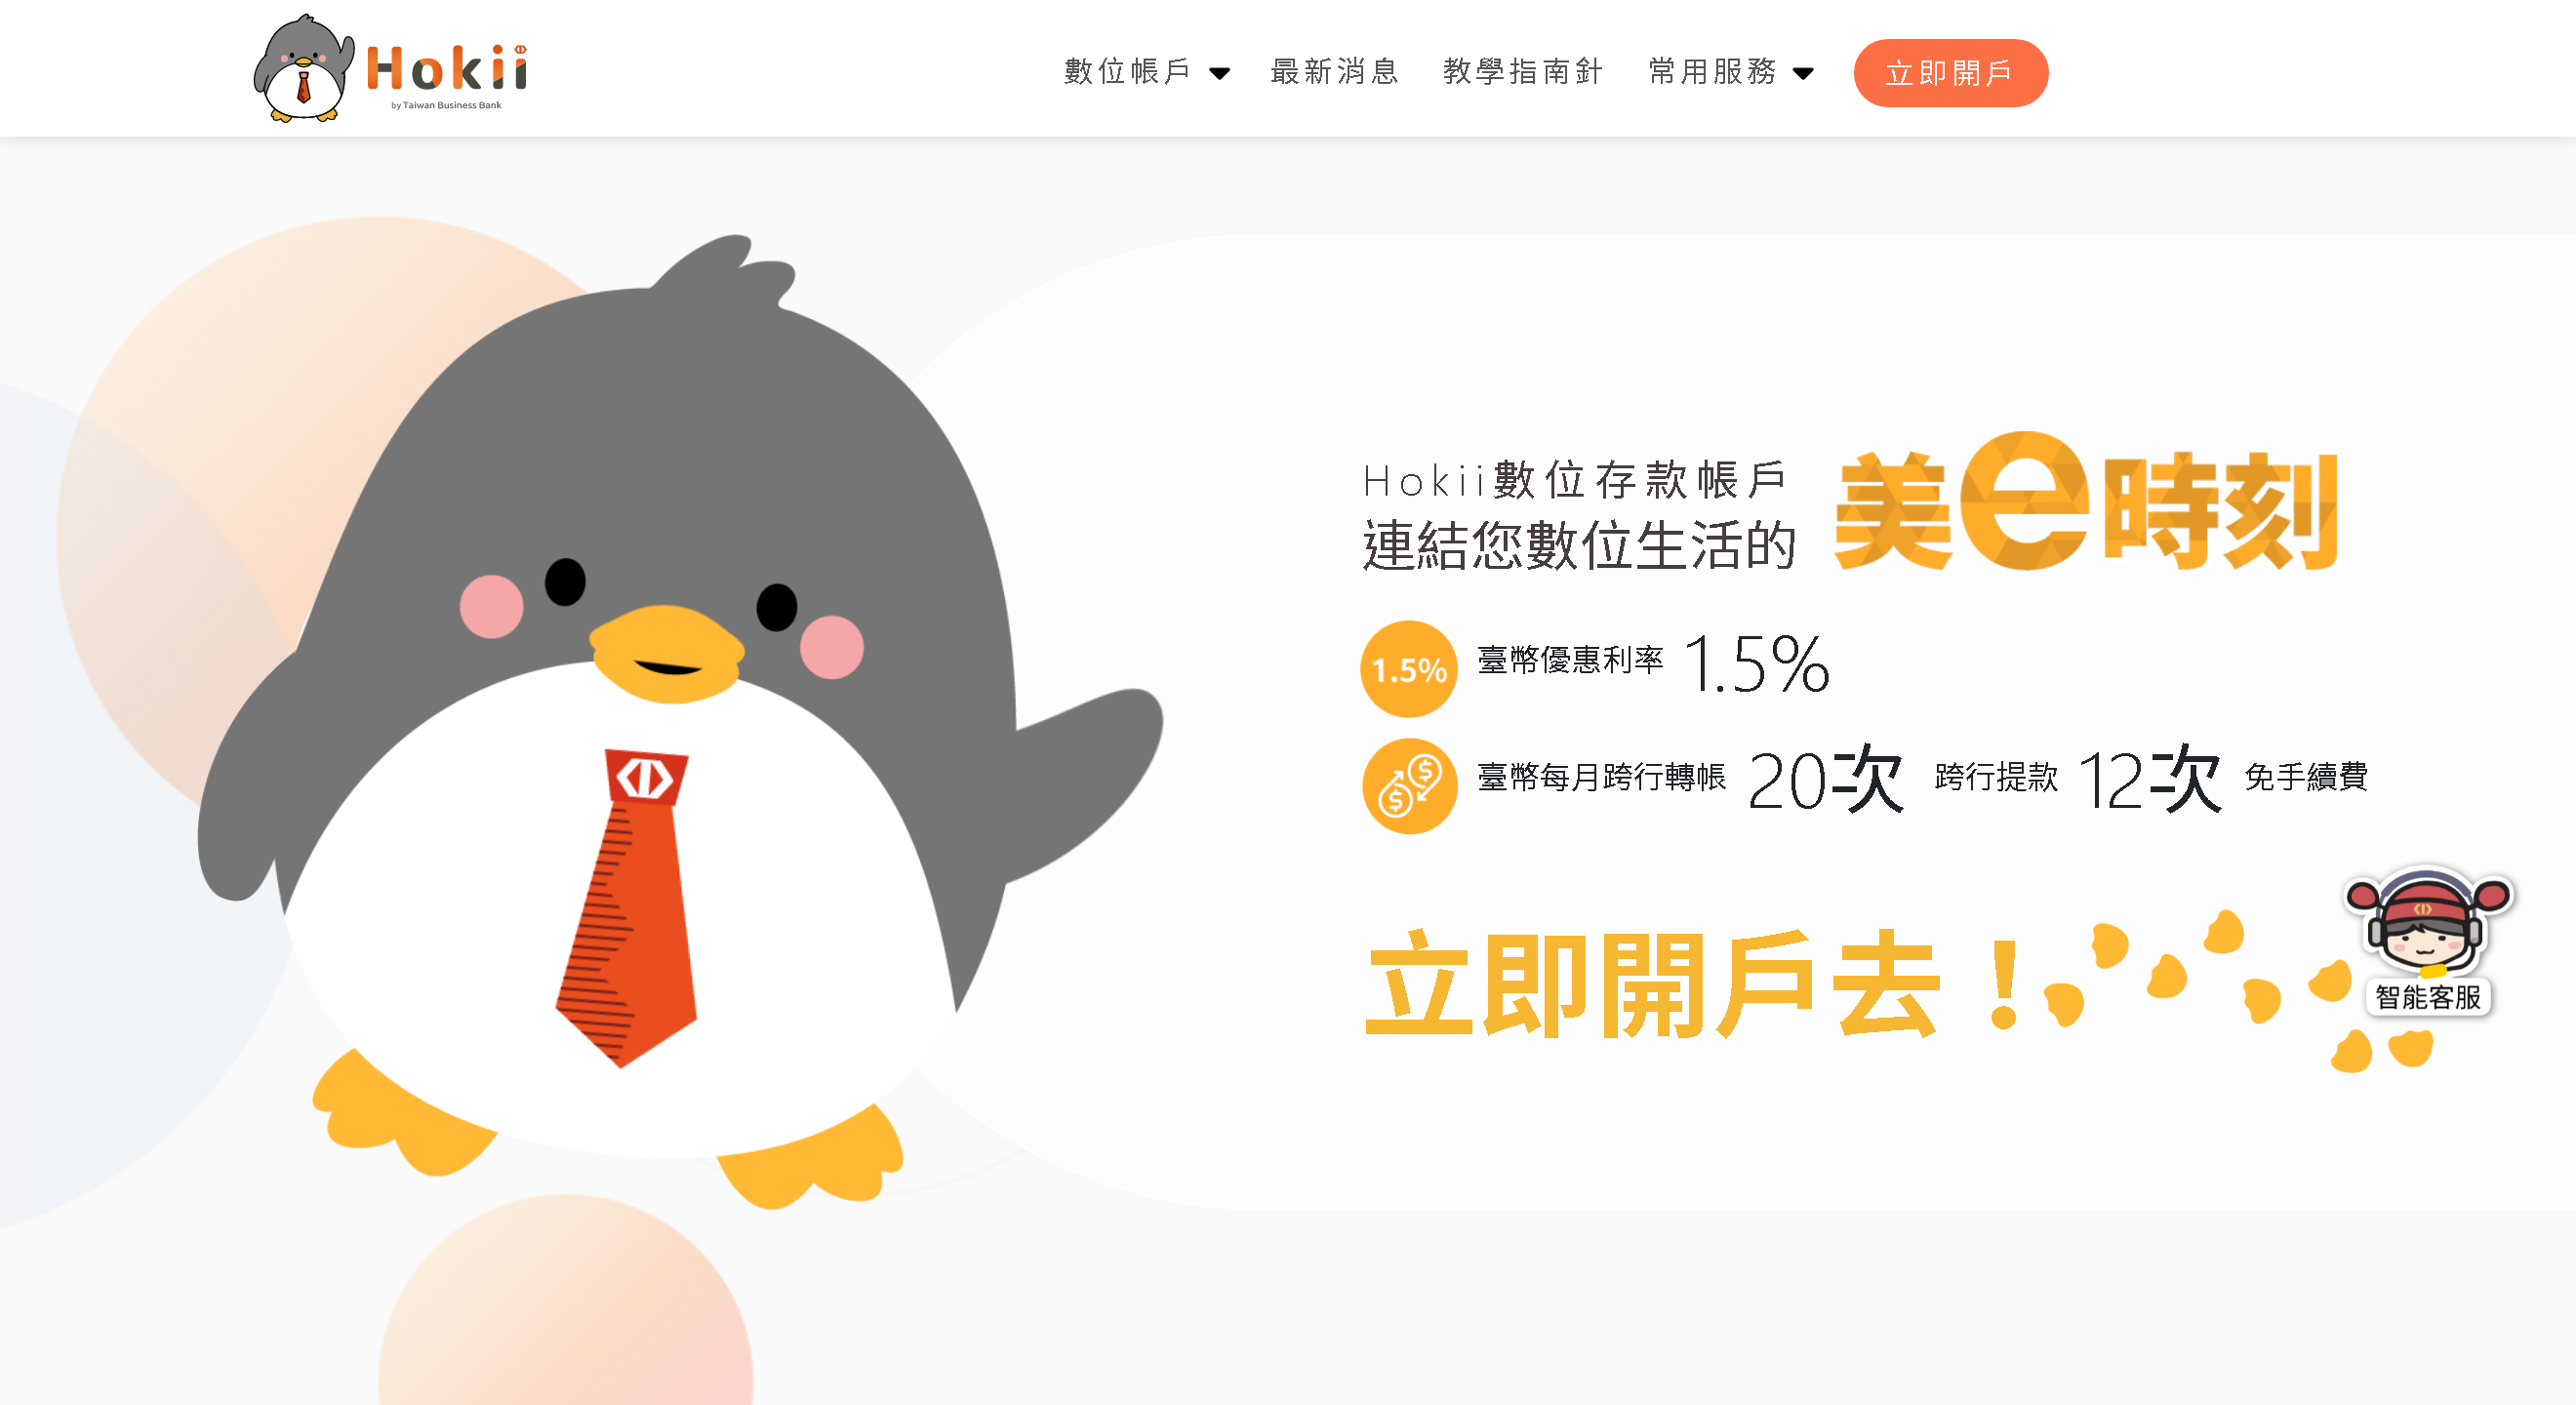 Hokii
by Taiwan Business Bank
數位帳戶 最新消息 教學指南針 常用服務 立即開戶
Hokii數位存款帳戶
連結您數位生活的 美e時刻
1.5% 臺幣優惠利率 1.5%
臺幣每月跨行轉帳 20次 跨行提款 12次 免手續費
立即開戶去！
智能客服